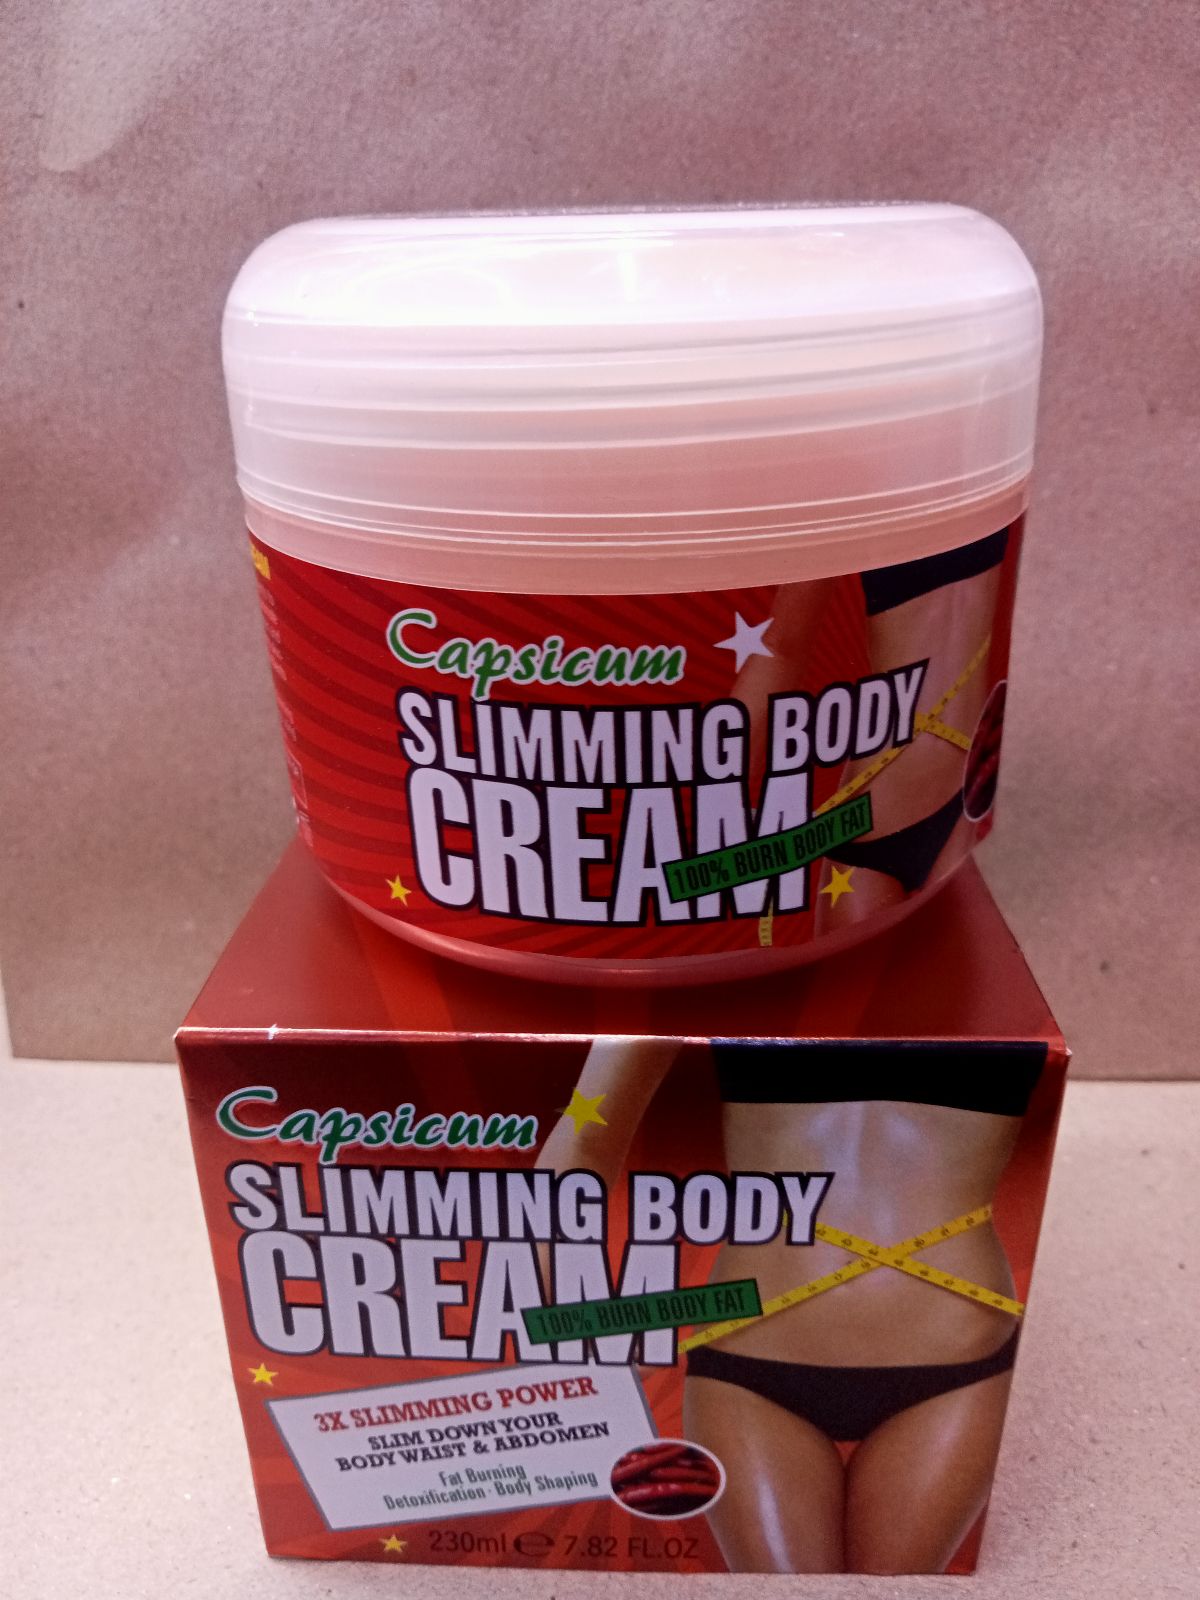 Capsicum
SLIMMING BODY
CREAM
100% BURN BODY FAT
Capsicum
SLIMMING BODY
CREAM
100% BURN BODY FAT
3X SLIMMING POWER
SLIM DOWN YOUR
BODY WAIST & ABDOMEN
Fat Burning
Detoxification · Body Shaping
230ml ℮ 7.82 FL.OZ